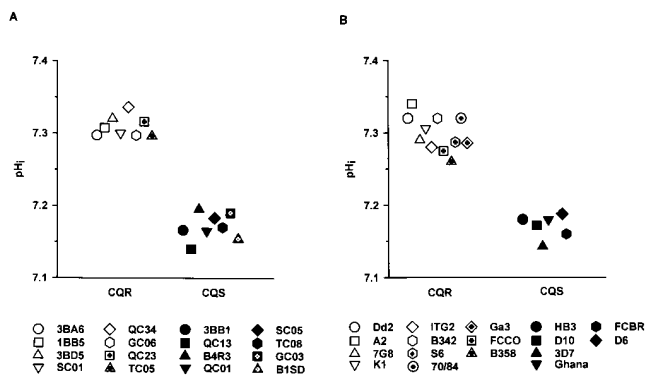 A
B
7.4
7.3
7.2
7.1
pHi
CQR
CQS
7.4
7.3
7.2
7.1
pHi
CQR
CQS
3BA6 QC34 3BB1 SC05
1BB5 GC06 QC13 TC08
3BD5 QC23 B4R3 GC03
SC01 TC05 QC01 B1SD
Dd2 ITG2 Ga3 HB3 FCBR
A2 B342 FCCO D10 D6
7G8 S6 B358 3D7
K1 70/84 Ghana